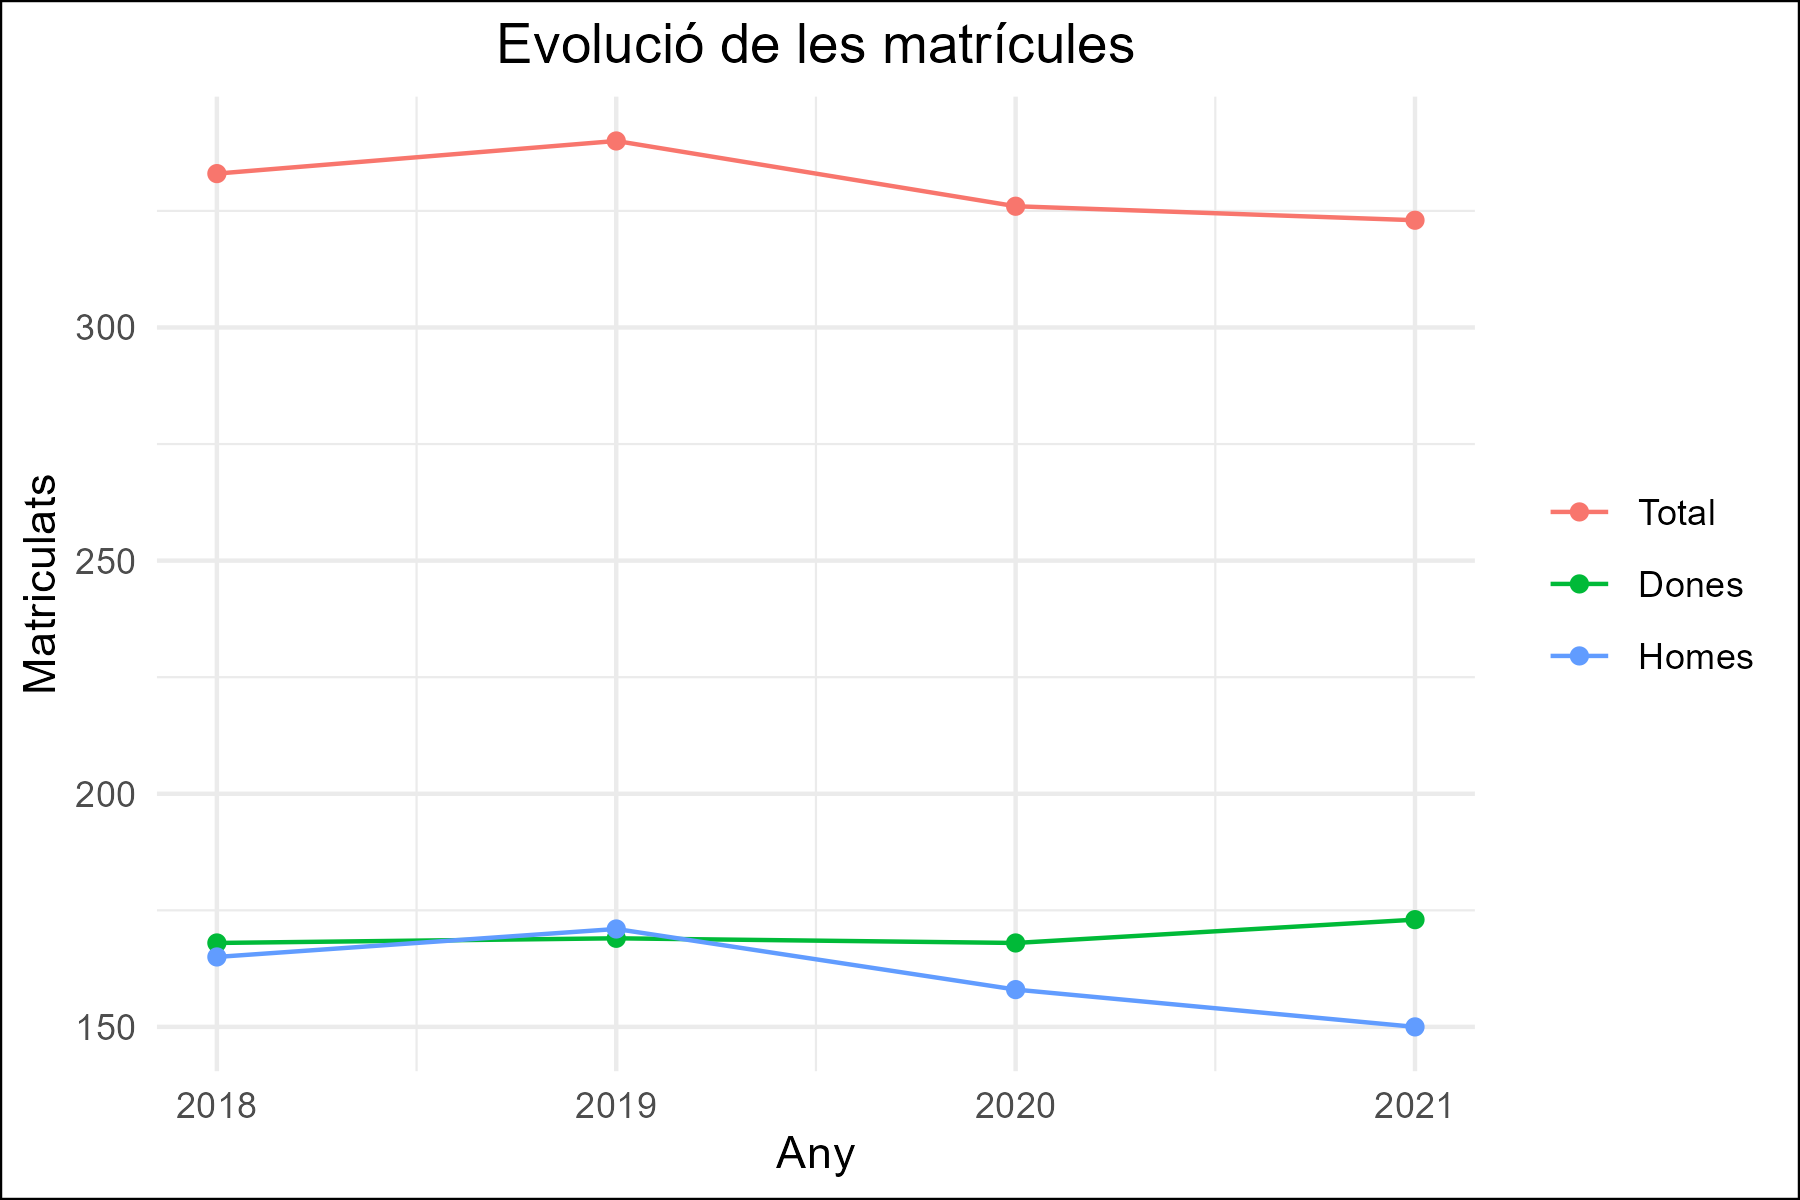 Evolució de les matrícules
Matriculats
300
250
200
150
2018
2019
2020
2021
Any
Total
Dones
Homes